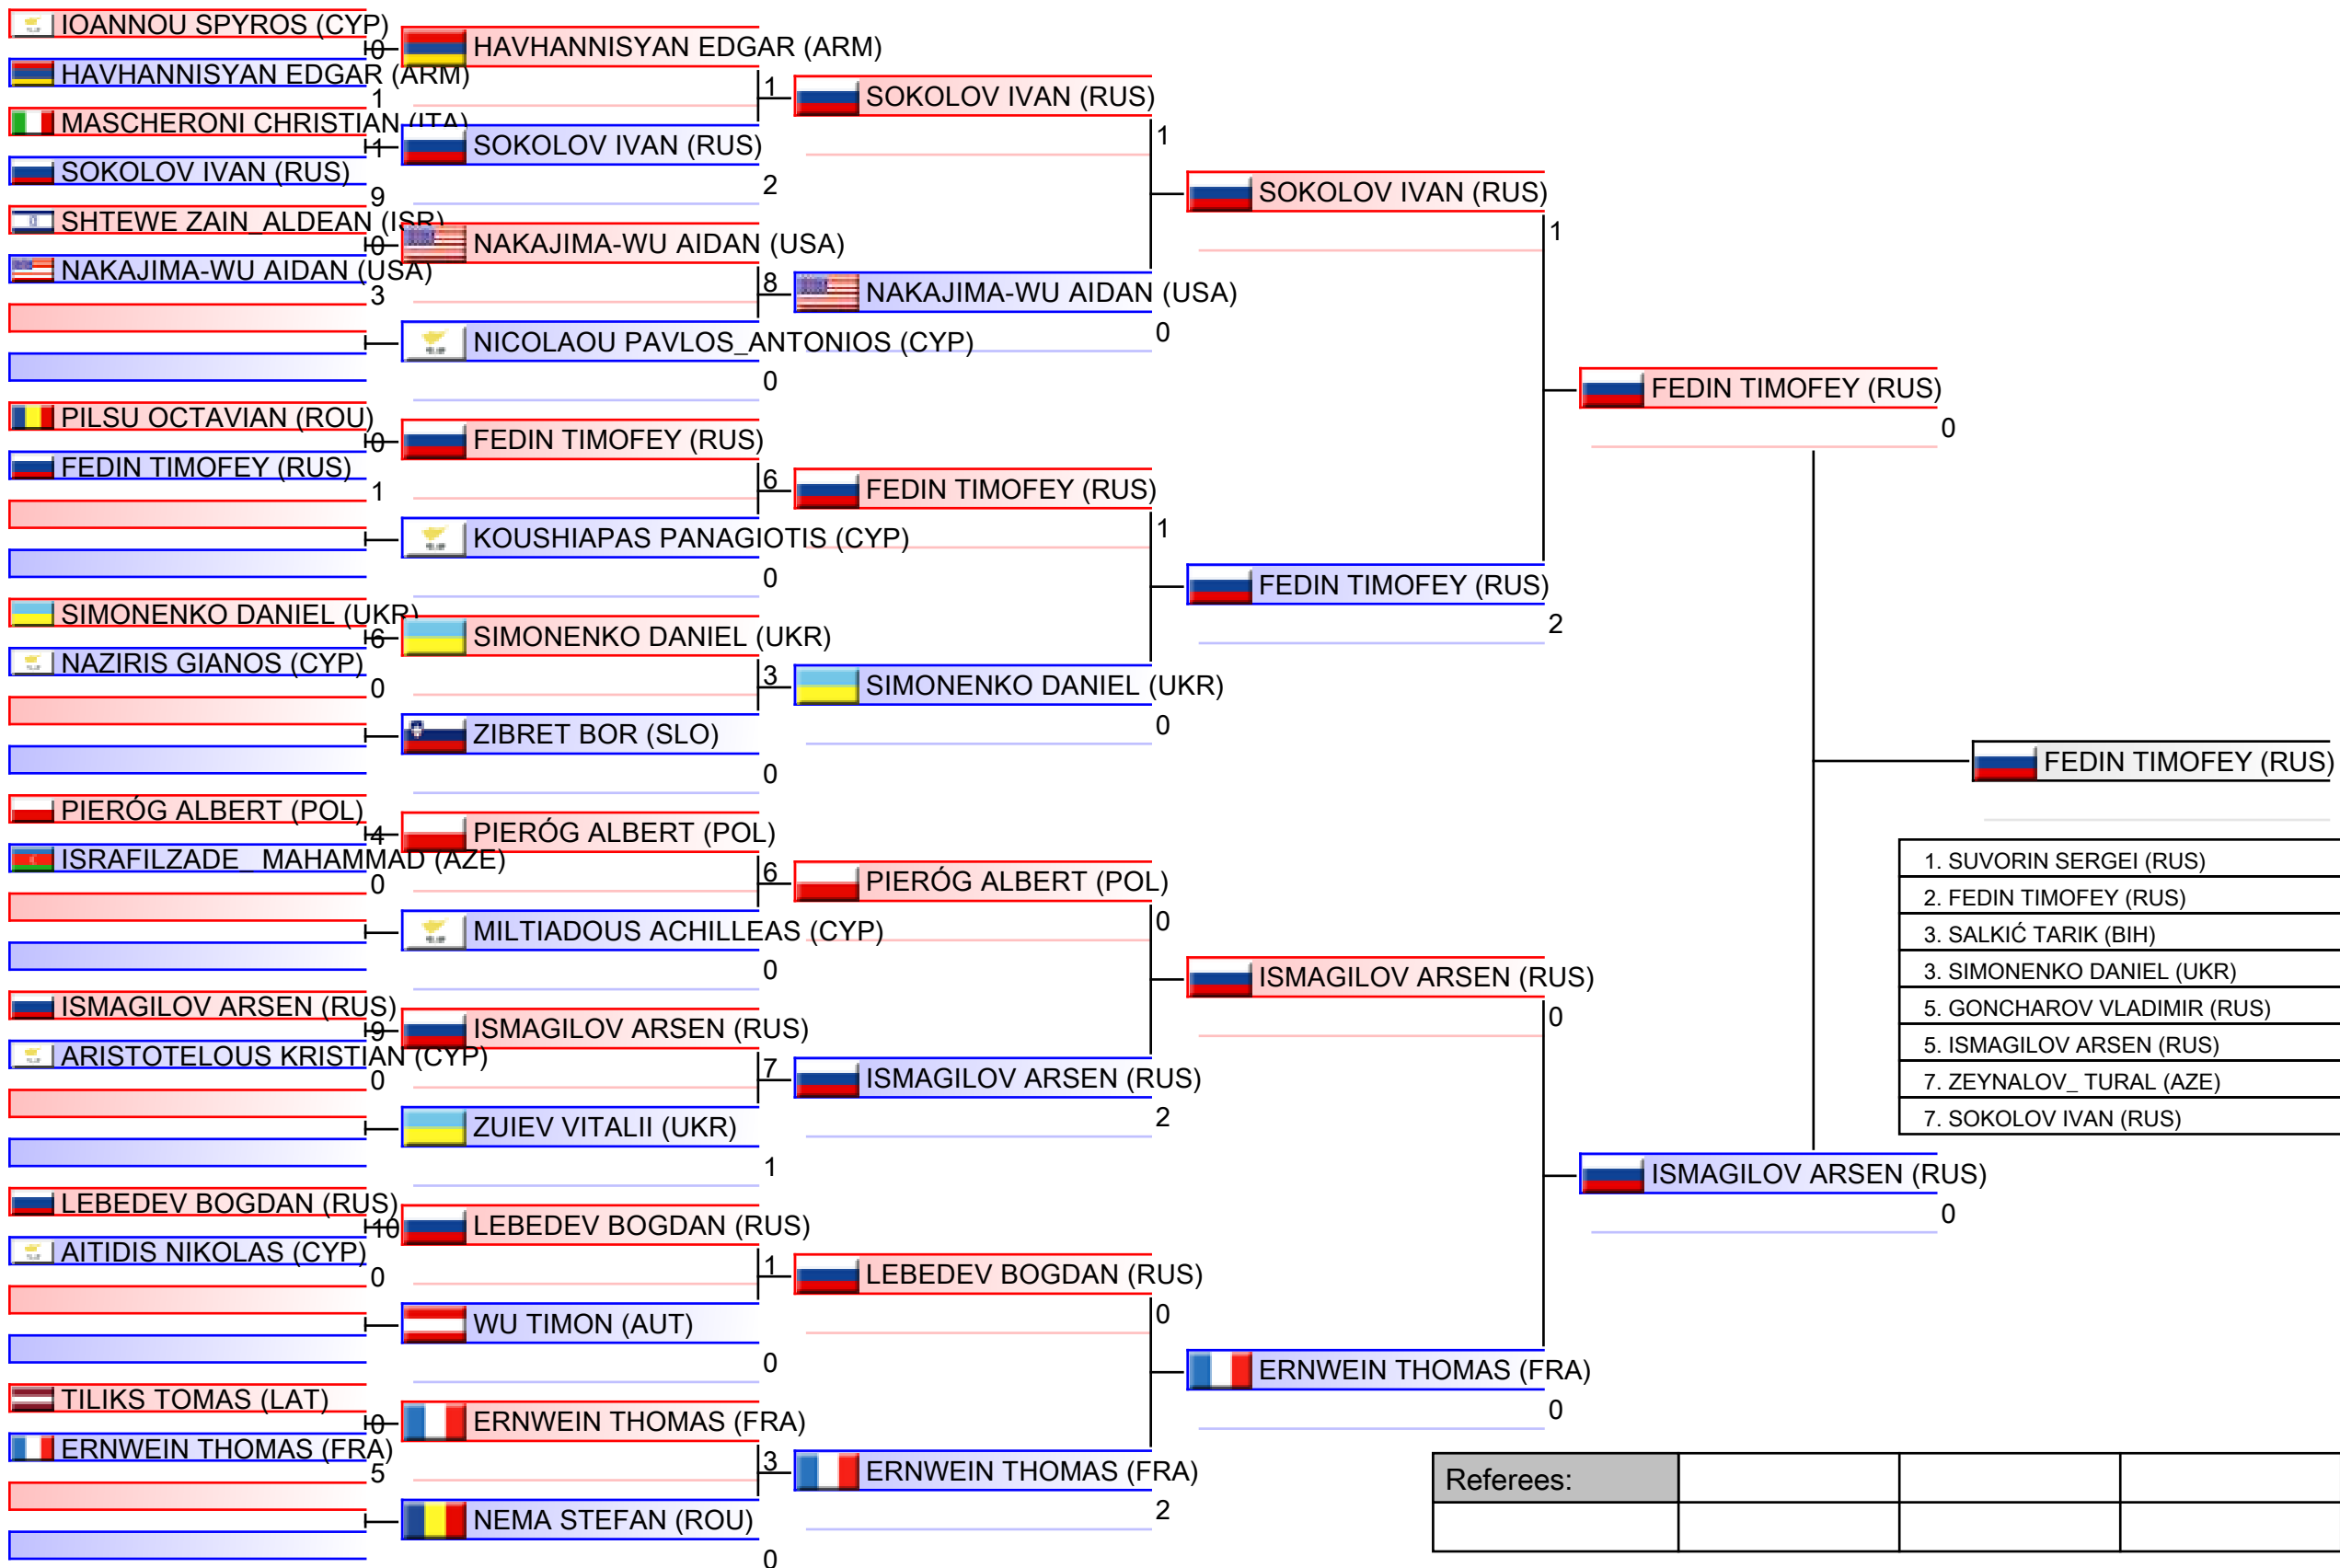 IOANNOU SPYROS (CYP)
0
HAVHANNISYAN EDGAR (ARM)
1
MASCHERONI CHRISTIAN (ITA)
1
SOKOLOV IVAN (RUS)
9
SHTEWE ZAIN_ALDEAN (ISR)
0
NAKAJIMA-WU AIDAN (USA)
3
PILSU OCTAVIAN (ROU)
0
FEDIN TIMOFEY (RUS)
1
SIMONENKO DANIEL (UKR)
6
NAZIRIS GIANOS (CYP)
0
PIERÓG ALBERT (POL)
4
ISRAFILZADE_ MAHAMMAD (AZE)
0
ISMAGILOV ARSEN (RUS)
9
ARISTOTELOUS KRISTIAN (CYP)
0
LEBEDEV BOGDAN (RUS)
10
AITIDIS NIKOLAS (CYP)
0
TILIKS TOMAS (LAT)
0
ERNWEIN THOMAS (FRA)
5
HAVHANNISYAN EDGAR (ARM)
1
SOKOLOV IVAN (RUS)
2
NAKAJIMA-WU AIDAN (USA)
8
NICOLAOU PAVLOS_ANTONIOS (CYP)
0
FEDIN TIMOFEY (RUS)
6
KOUSHIAPAS PANAGIOTIS (CYP)
0
SIMONENKO DANIEL (UKR)
3
ZIBRET BOR (SLO)
0
PIERÓG ALBERT (POL)
6
MILTIADOUS ACHILLEAS (CYP)
0
ISMAGILOV ARSEN (RUS)
7
ZUIEV VITALII (UKR)
1
LEBEDEV BOGDAN (RUS)
1
WU TIMON (AUT)
0
ERNWEIN THOMAS (FRA)
3
NEMA STEFAN (ROU)
0
SOKOLOV IVAN (RUS)
1
NAKAJIMA-WU AIDAN (USA)
0
FEDIN TIMOFEY (RUS)
1
SIMONENKO DANIEL (UKR)
0
PIERÓG ALBERT (POL)
0
ISMAGILOV ARSEN (RUS)
2
LEBEDEV BOGDAN (RUS)
0
ERNWEIN THOMAS (FRA)
2
SOKOLOV IVAN (RUS)
1
FEDIN TIMOFEY (RUS)
2
ISMAGILOV ARSEN (RUS)
0
ERNWEIN THOMAS (FRA)
0
FEDIN TIMOFEY (RUS)
0
ISMAGILOV ARSEN (RUS)
0
FEDIN TIMOFEY (RUS)
1. SUVORIN SERGEI (RUS)
2. FEDIN TIMOFEY (RUS)
3. SALKIĆ TARIK (BIH)
3. SIMONENKO DANIEL (UKR)
5. GONCHAROV VLADIMIR (RUS)
5. ISMAGILOV ARSEN (RUS)
7. ZEYNALOV_ TURAL (AZE)
7. SOKOLOV IVAN (RUS)
Referees: